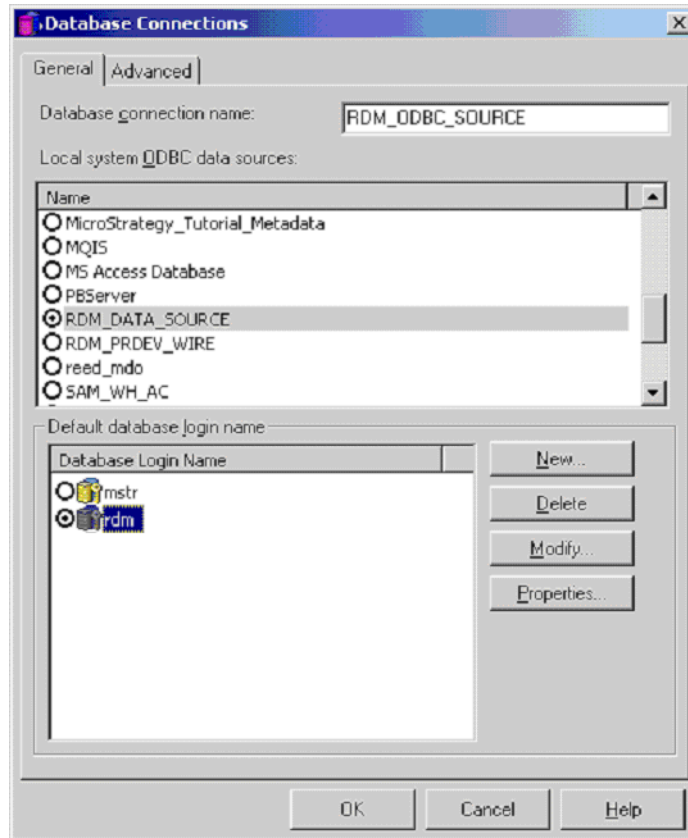 Database Connections
General Advanced
Database connection name: RDM_ODBC_SOURCE
Local system ODBC data sources:
Name
MicroStrategy_Tutorial_Metadata
MQIS
MS Access Database
PBServer
RDM_DATA_SOURCE
RDM_PRDEV_WIRE
reed_mdo
SAM_WH_AC
Default database login name
Database Login Name
mstr
rdm
New...
Delete
Modify...
Properties...
OK Cancel Help